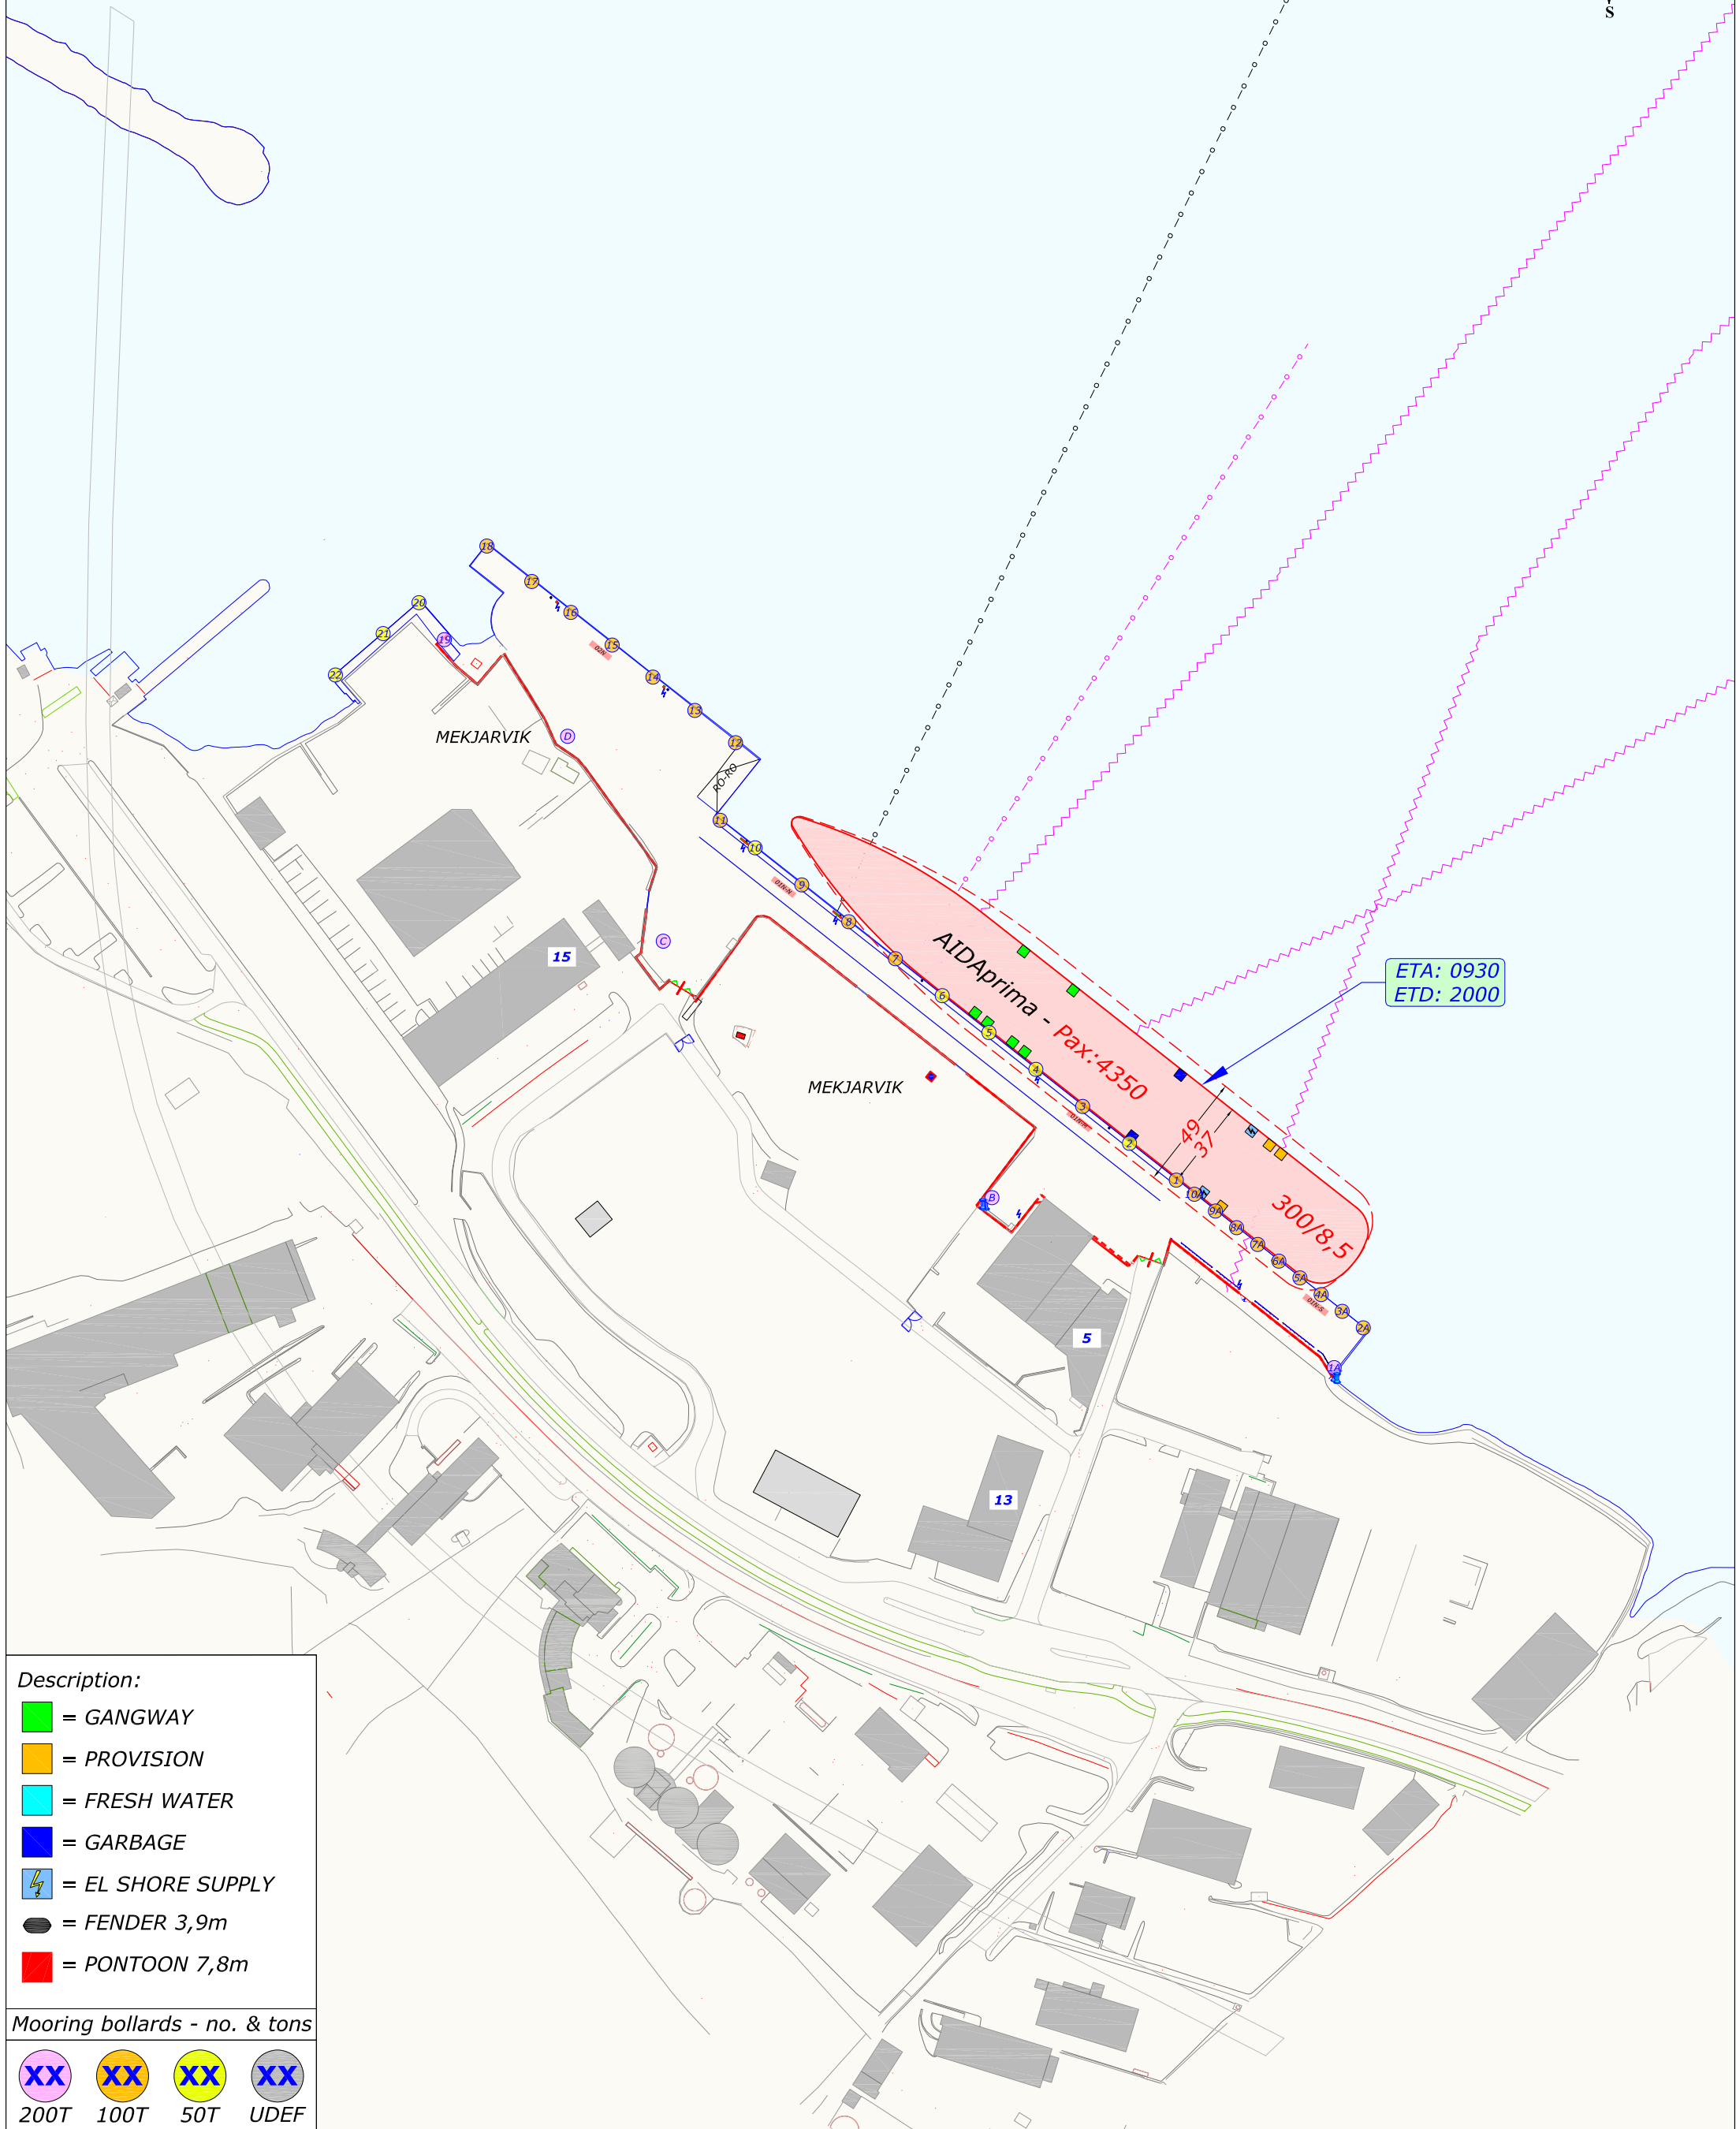 S
18
17
16
15
02N
14
13
12
20
19
21
22
D
MEKJARVIK
RO-RO
11
10
9
01N-N
8
7
6
5
4
3
2
1
10A
9A
8A
7A
6A
5A
4A
3A
2A
1A
01N-S
AIDAprima - Pax:4350
ETA: 0930
ETD: 2000
49
37
300/8,5
C
15
MEKJARVIK
B
5
13
Description:
= GANGWAY
= PROVISION
= FRESH WATER
= GARBAGE
= EL SHORE SUPPLY
= FENDER 3,9m
= PONTOON 7,8m
Mooring bollards - no. & tons
XX XX XX XX
200T 100T 50T UDEF